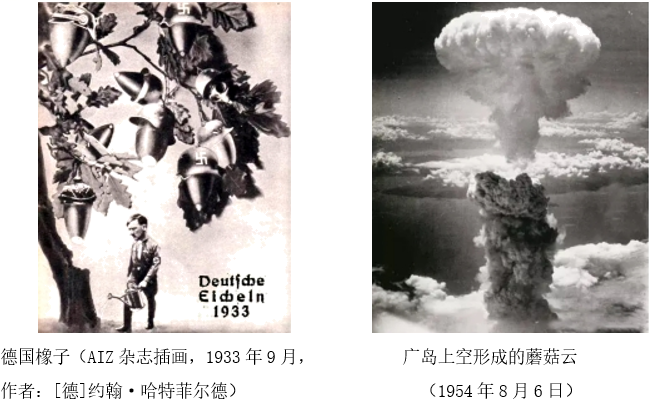 Deutsche
Eicheln
1933
德国橡子（AIZ 杂志插画，1933 年 9 月，
作者：[德]约翰·哈特菲尔德）
广岛上空形成的蘑菇云
（1954 年 8 月 6 日）